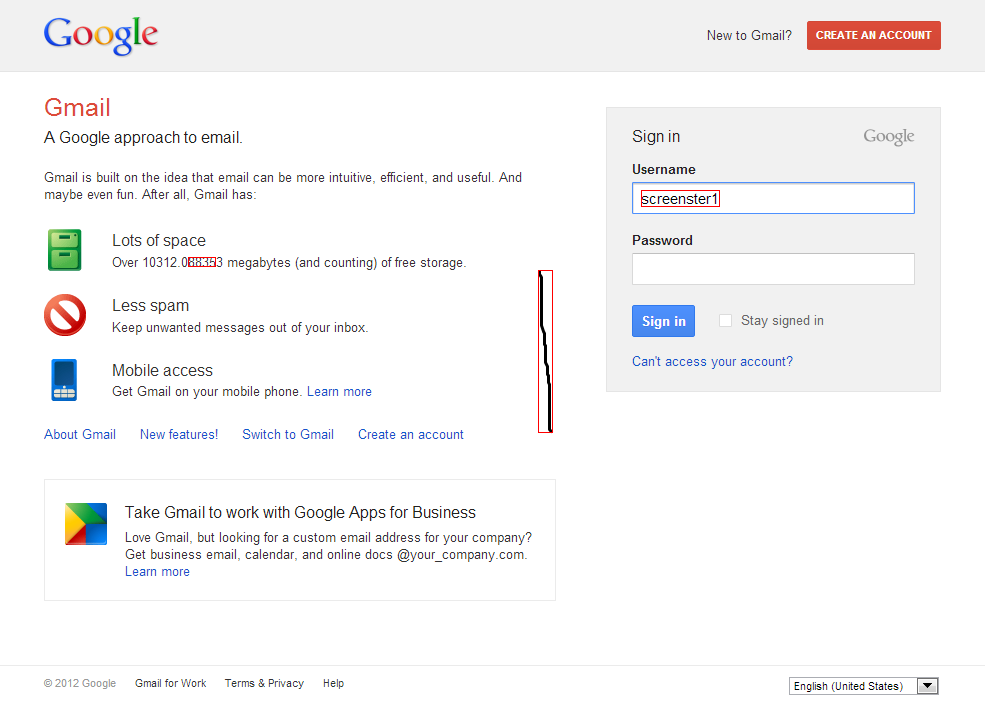 Google
New to Gmail? CREATE AN ACCOUNT
Gmail
A Google approach to email.
Gmail is built on the idea that email can be more intuitive, efficient, and useful. And
maybe even fun. After all, Gmail has:
Lots of space
Over megabytes (and counting) of free storage.
Less spam
Keep unwanted messages out of your inbox.
Mobile access
Get Gmail on your mobile phone. Learn more
About Gmail New features! Switch to Gmail Create an account
Take Gmail to work with Google Apps for Business
Love Gmail, but looking for a custom email address for your company?
Get business email, calendar, and online docs @your_company.com.
Learn more
Sign in Google
Username
screenster1
Password
Sign in Stay signed in
Can't access your account?
© 2012 Google Gmail for Work Terms & Privacy Help
English (United States)